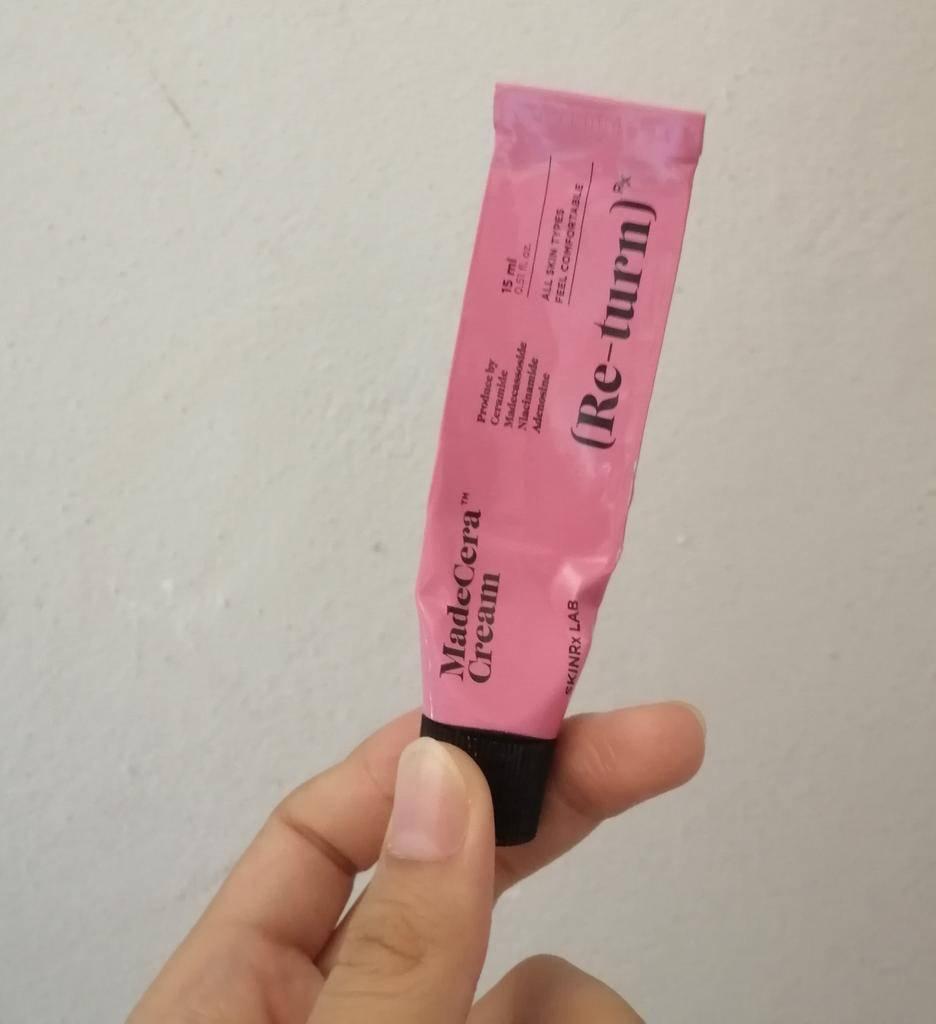 MadeCera™
Cream
Produce by
Ceramide
Madecassoside
Niacinamide
Adenosine
15 ml
0.51 fl. oz.
ALL SKIN TYPES
FEEL COMFORTABLE
SKINRx LAB
(Re-turn)Rx